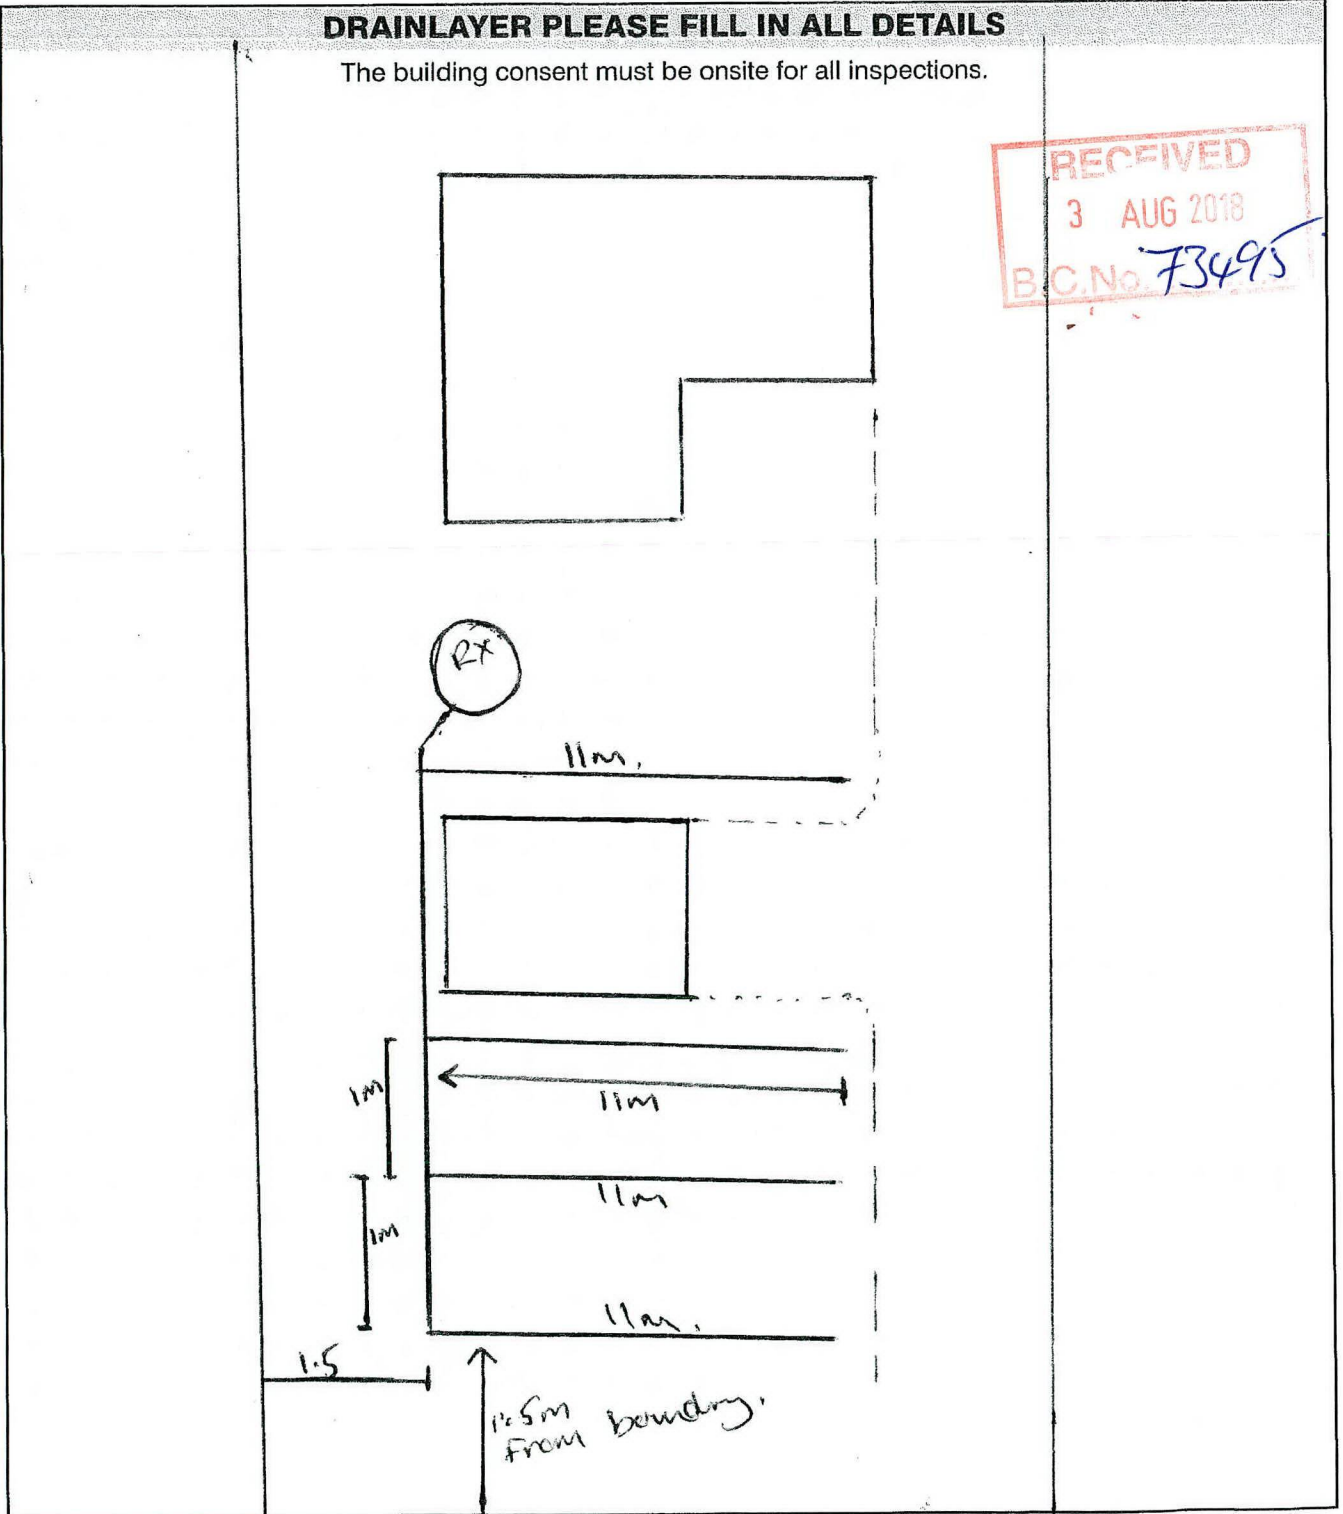 DRAINLAYER PLEASE FILL IN ALL DETAILS
The building consent must be onsite for all inspections.
RECEIVED
3 AUG 2018
B.C.No. 73495
RX
11m.
1m
11m
11m
1m
11m.
1.5
1.5m
From boundry.